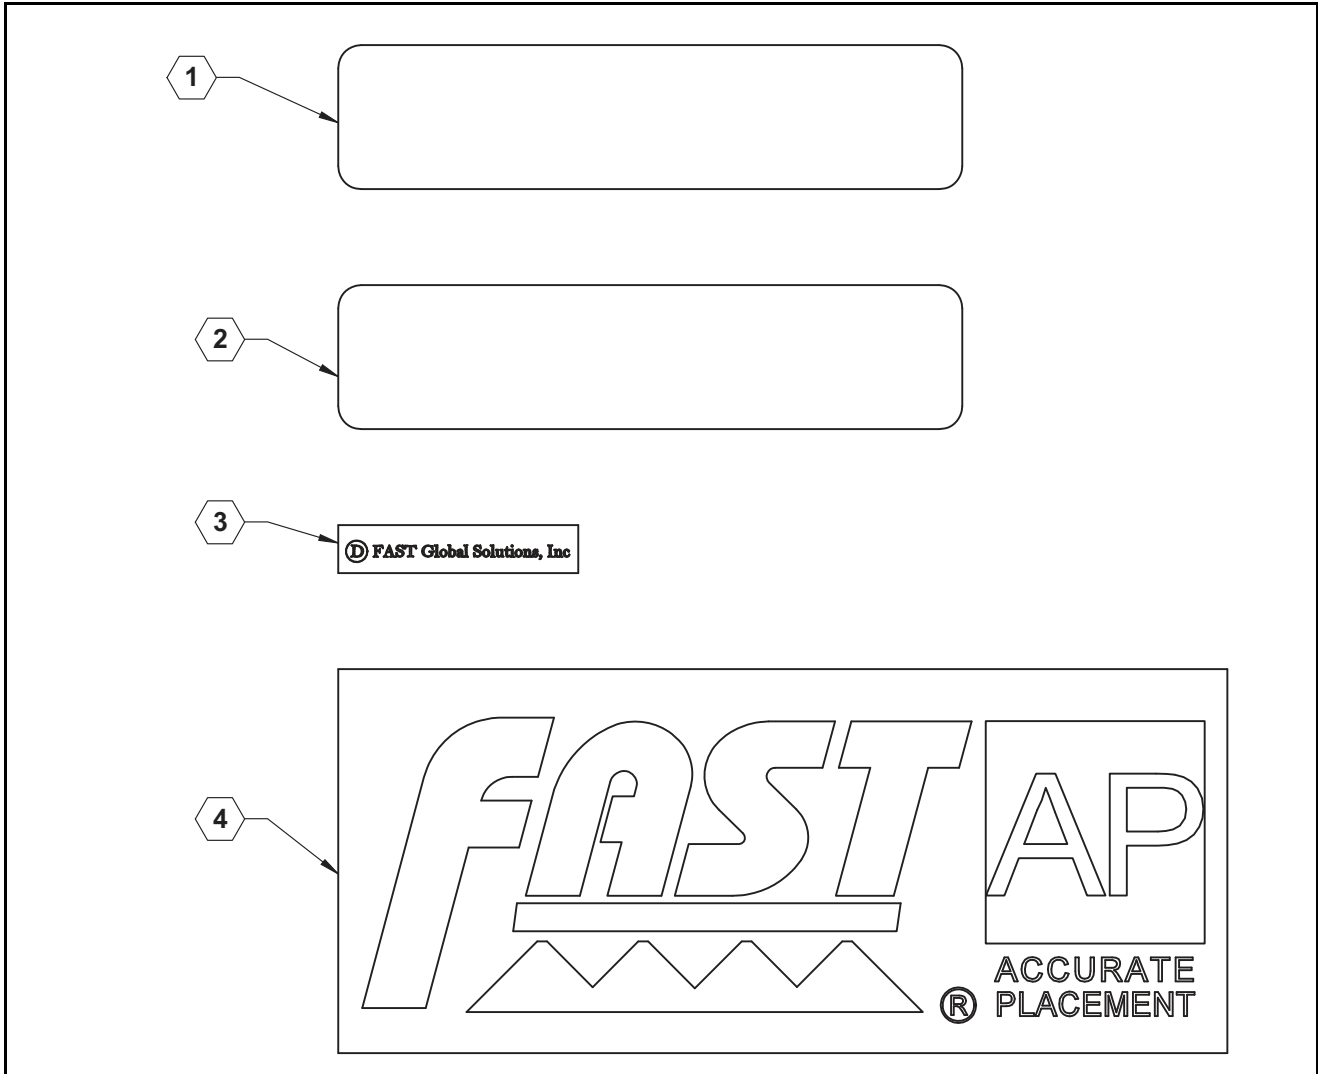 1
2
3
Ⓓ FAST Global Solutions, Inc
4
FAST
AP
ACCURATE
® PLACEMENT